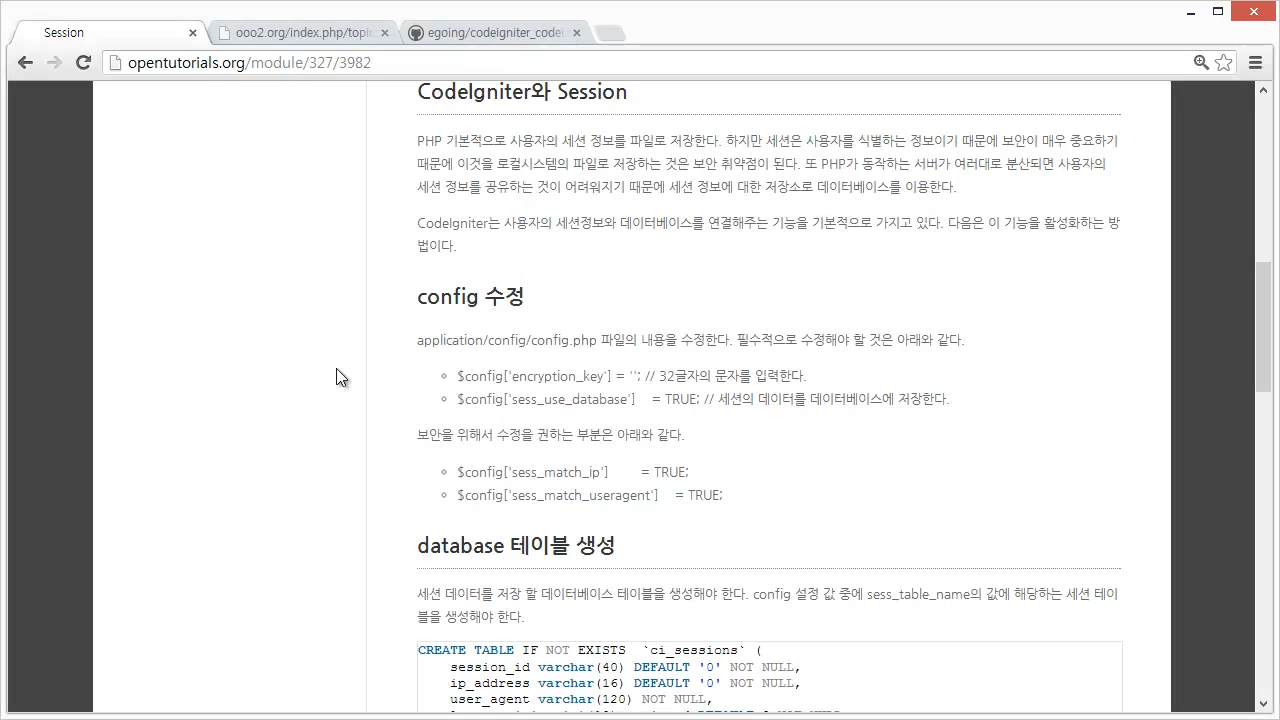 Session
ooo2.org/index.php/topi
egoing/codeigniter_codei
opentutorials.org/module/327/3982
CodeIgniter와 Session
PHP 기본적으로 사용자의 세션 정보를 파일로 저장한다. 하지만 세션은 사용자를 식별하는 정보이기 때문에 보안이 매우 중요하기
때문에 이것을 로컬시스템의 파일로 저장하는 것은 보안 취약점이 된다. 또 PHP가 동작하는 서버가 여러대로 분산되면 사용자의
세션 정보를 공유하는 것이 어려워지기 때문에 세션 정보에 대한 저장소로 데이터베이스를 이용한다.
CodeIgniter는 사용자의 세션정보와 데이터베이스를 연결해주는 기능을 기본적으로 가지고 있다. 다음은 이 기능을 활성화하는 방
법이다.
config 수정
application/config/config.php 파일의 내용을 수정한다. 필수적으로 수정해야 할 것은 아래와 같다.
$config['encryption_key'] = ''; // 32글자의 문자를 입력한다.
$config['sess_use_database'] = TRUE; // 세션의 데이터를 데이터베이스에 저장한다.
보안을 위해서 수정을 권하는 부분은 아래와 같다.
$config['sess_match_ip'] = TRUE;
$config['sess_match_useragent'] = TRUE;
database 테이블 생성
세션 데이터를 저장 할 데이터베이스 테이블을 생성해야 한다. config 설정 값 중에 sess_table_name의 값에 해당하는 세션 테이
블을 생성해야 한다.
CREATE TABLE IF NOT EXISTS `ci_sessions` (
session_id varchar(40) DEFAULT '0' NOT NULL,
ip_address varchar(16) DEFAULT '0' NOT NULL,
user_agent varchar(120) NOT NULL,